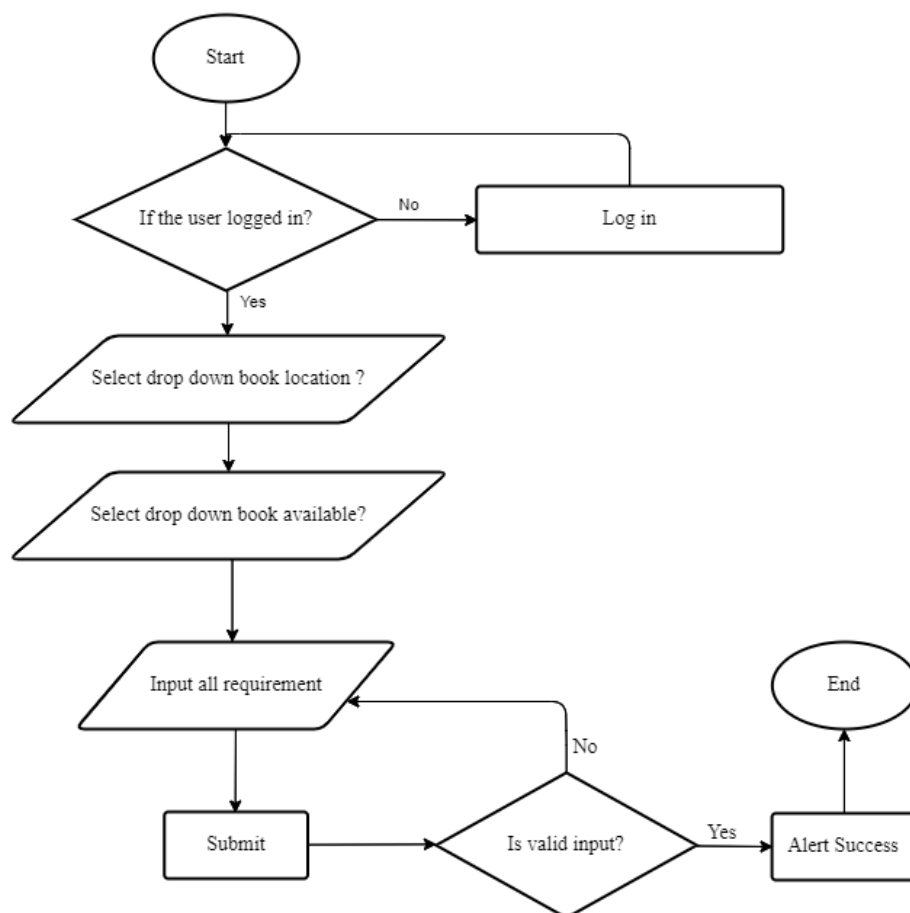 Start
If the user logged in?
No
Log in
Yes
Select drop down book location ?
Select drop down book available?
Input all requirement
End
No
Submit
Is valid input?
Yes
Alert Success